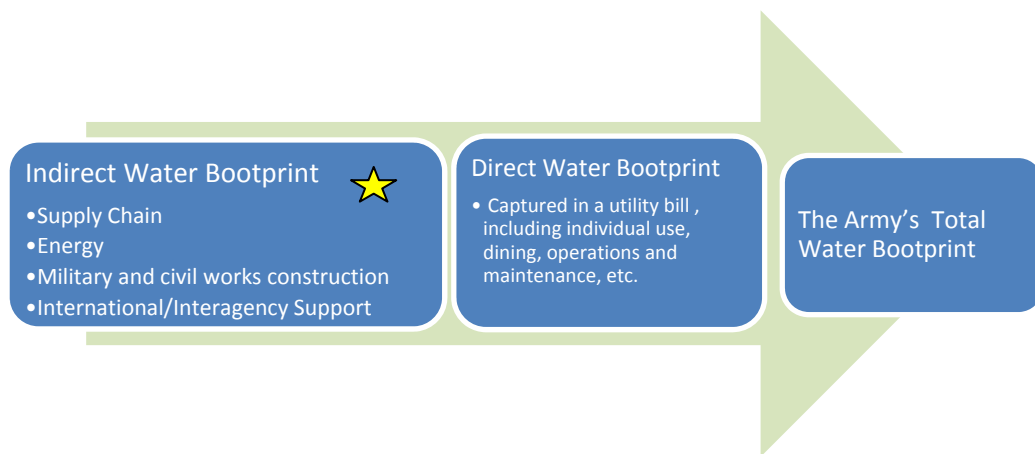 Indirect Water Bootprint
•Supply Chain
•Energy
•Military and civil works construction
•International/Interagency Support
Direct Water Bootprint
• Captured in a utility bill ,
including individual use,
dining, operations and
maintenance, etc.
The Army’s Total
Water Bootprint